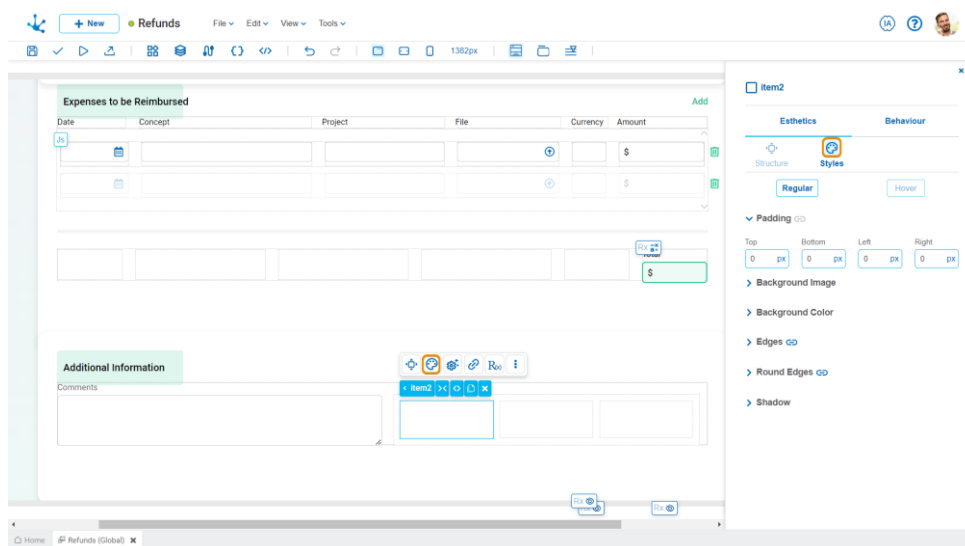 + New
Refunds
File
Edit
View
Tools
IA
?
1382px
Expenses to be Reimbursed
Add
Date
Concept
Project
File
Currency
Amount
Js
$
$
Rx
Total
$
Additional Information
Comments
< Item2
Rx
Rx
Rx
Home
Refunds (Global)
Item2
Esthetics
Behaviour
Structure
Styles
Regular
Hover
Padding
Top
Bottom
Left
Right
0 px
0 px
0 px
0 px
Background Image
Background Color
Edges
Round Edges
Shadow